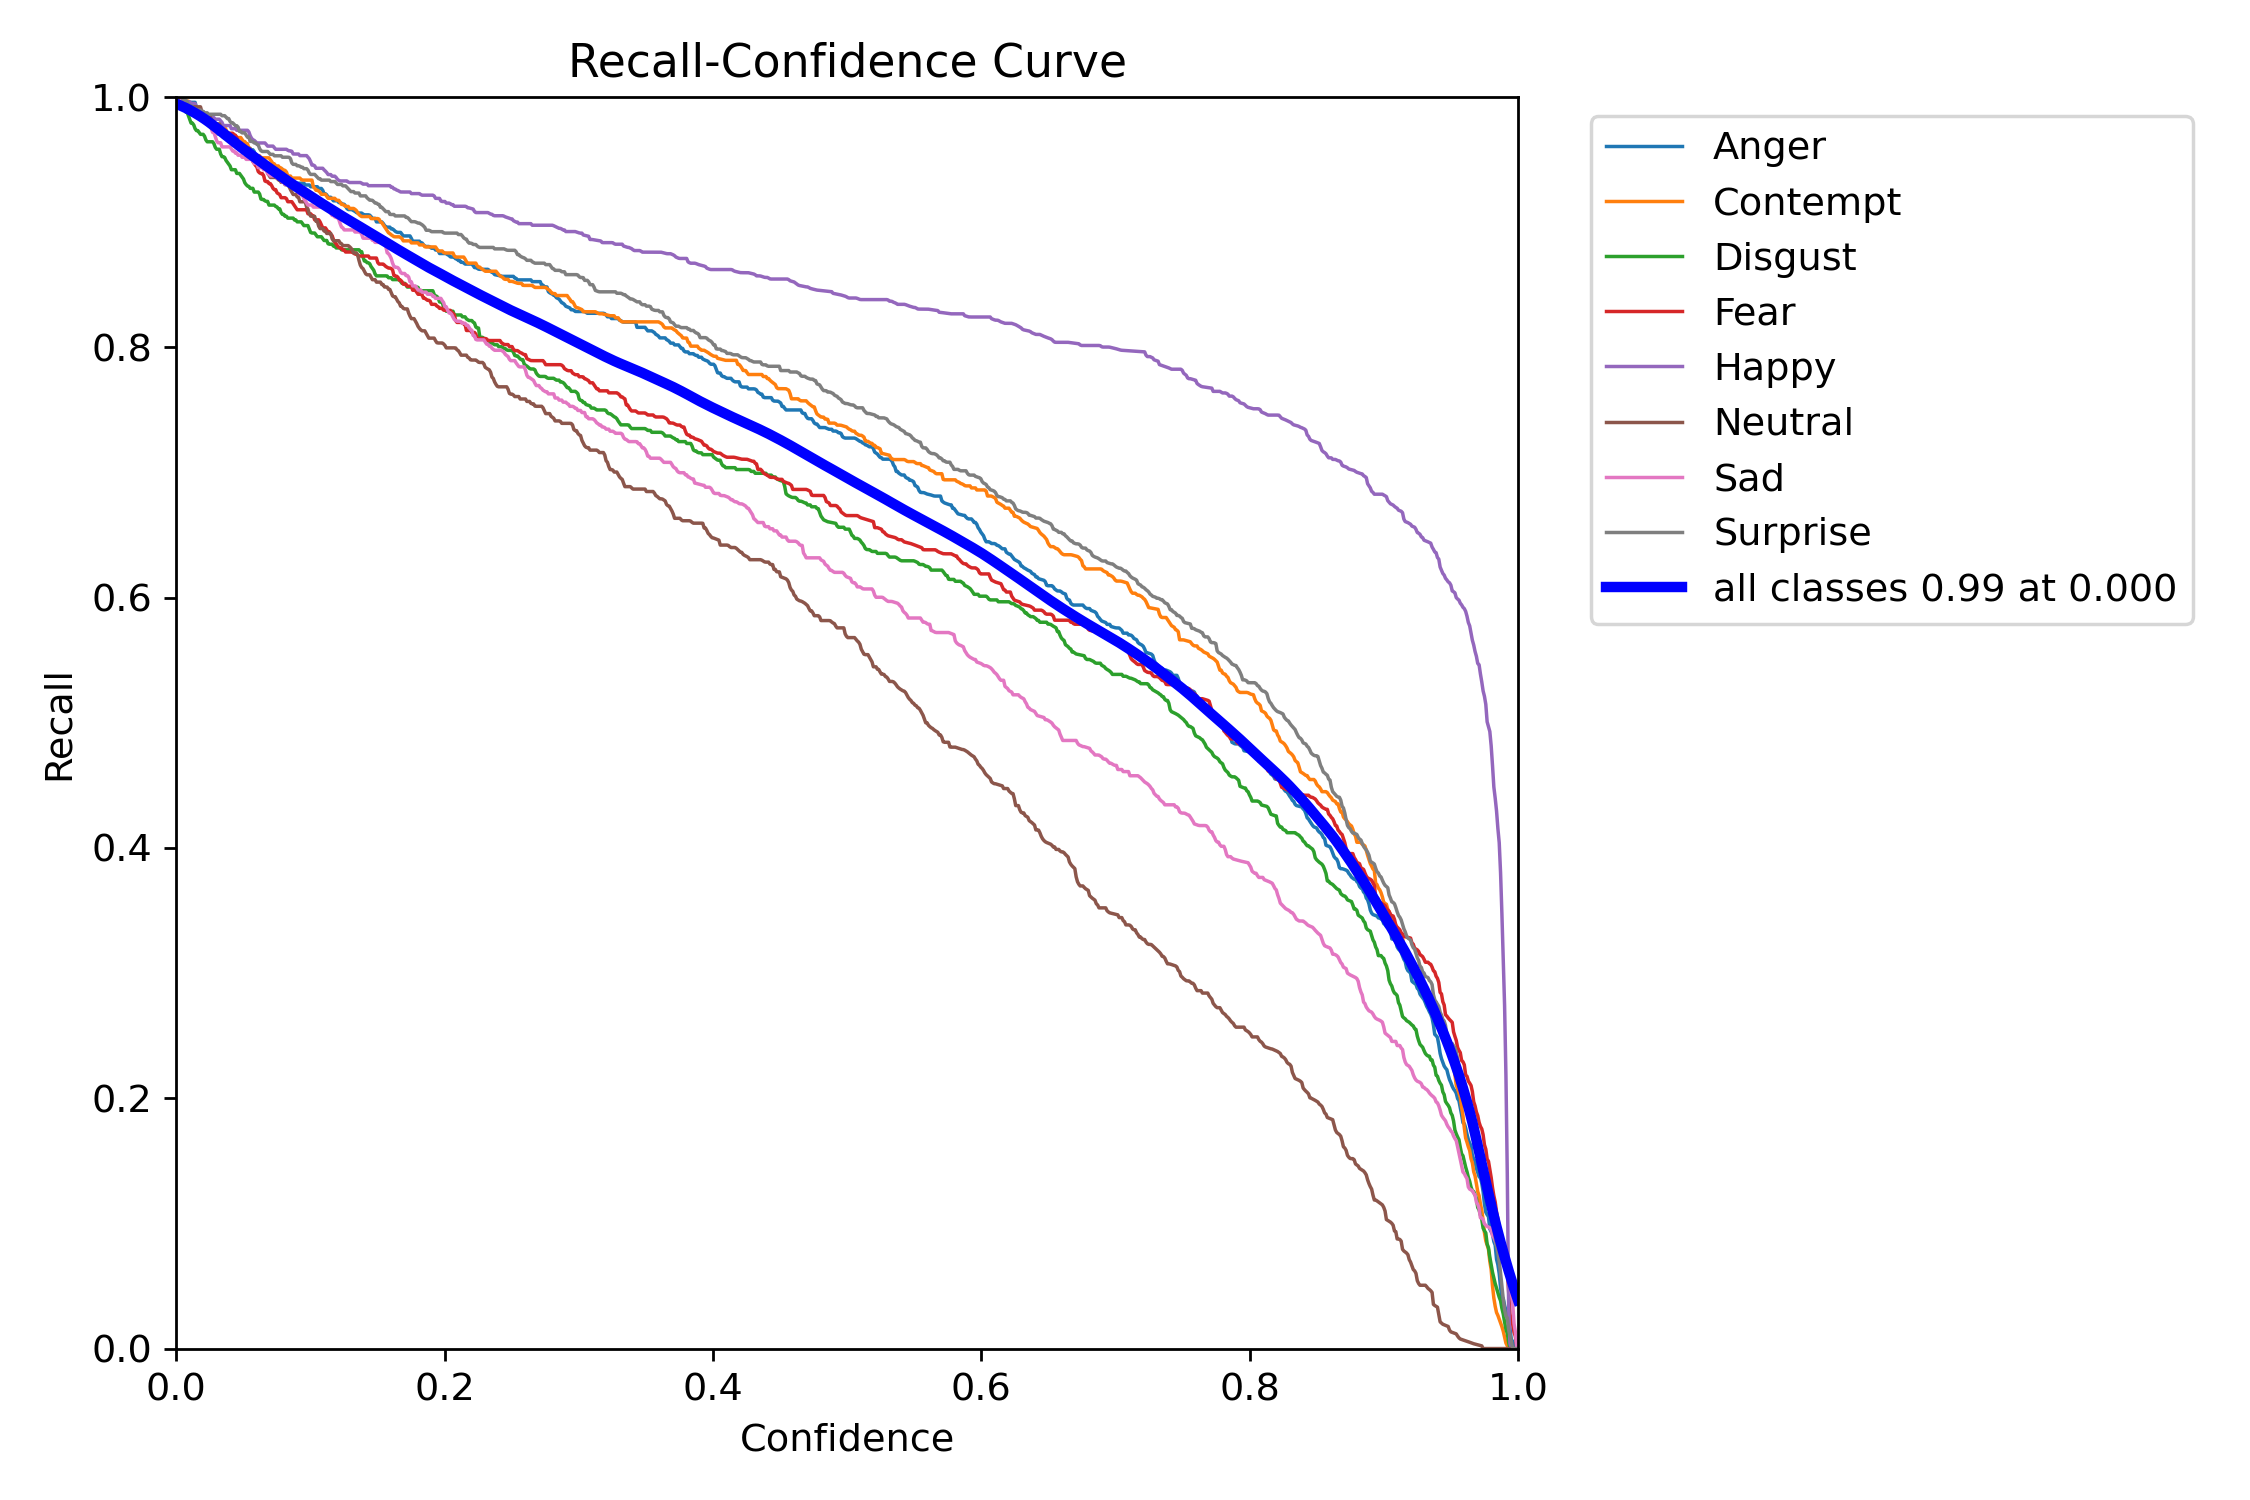 Recall-Confidence Curve
1.0
0.8
0.6
0.4
0.2
0.0
Recall
0.0 0.2 0.4 0.6 0.8 1.0
Confidence
Anger
Contempt
Disgust
Fear
Happy
Neutral
Sad
Surprise
all classes 0.99 at 0.000